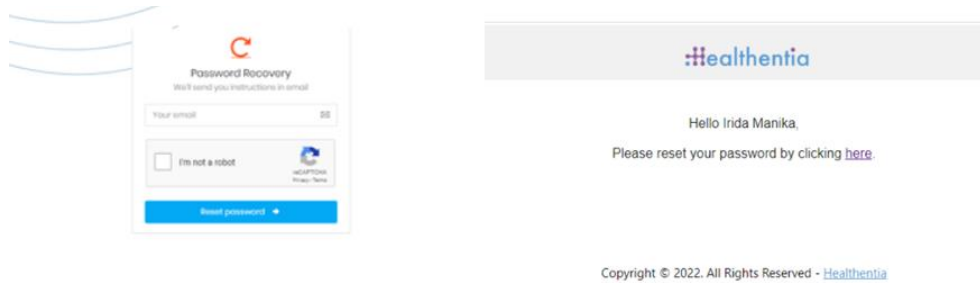 Password Recovery
We'll send you instructions in email
Your email
I'm not a robot
reCAPTCHA
Privacy - Terms
Reset password
:Healthentia
Hello Irida Manika,
Please reset your password by clicking here.
Copyright © 2022. All Rights Reserved - Healthentia